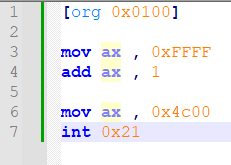 1 [org 0x0100]
2
3 mov ax , 0xFFFF
4 add ax , 1
5
6 mov ax , 0x4c00
7 int 0x21